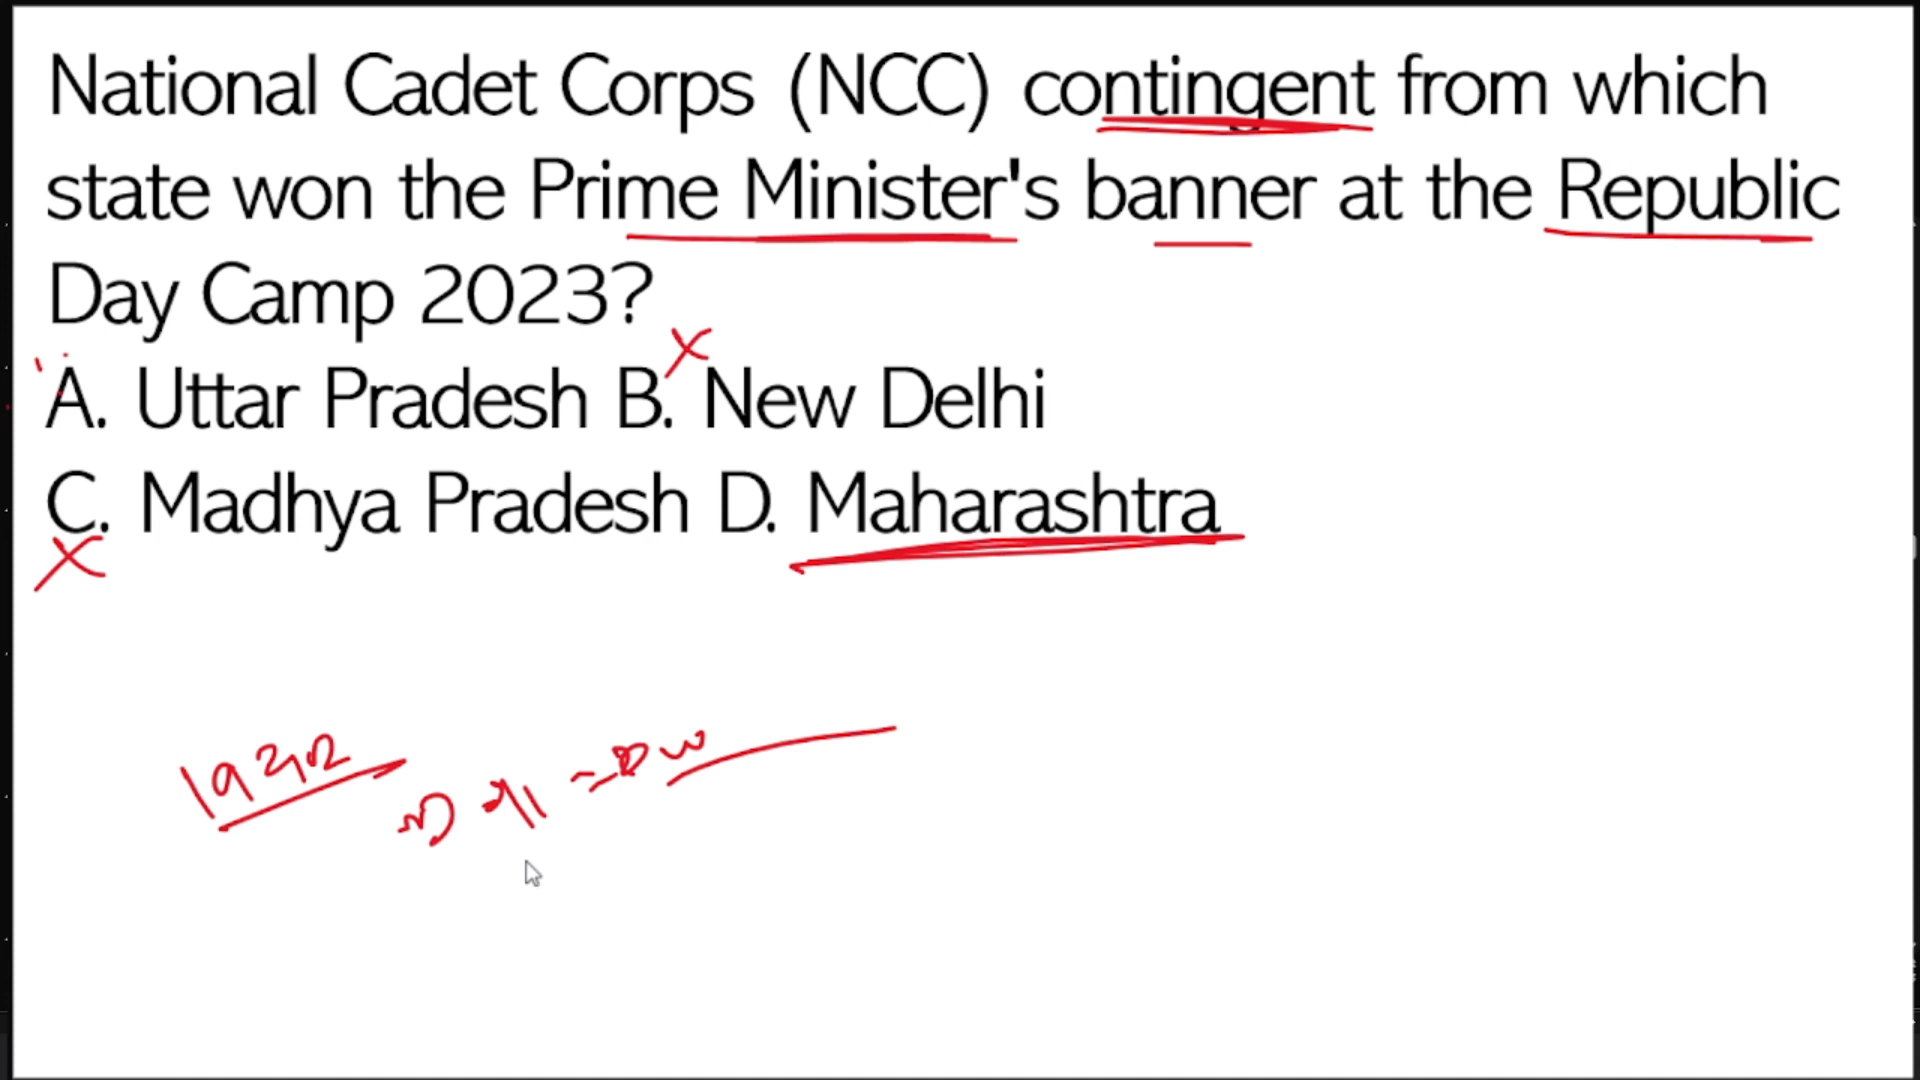 National Cadet Corps (NCC) contingent from which
state won the Prime Minister's banner at the Republic
Day Camp 2023?
A. Uttar Pradesh B. New Delhi
C. Madhya Pradesh D. Maharashtra